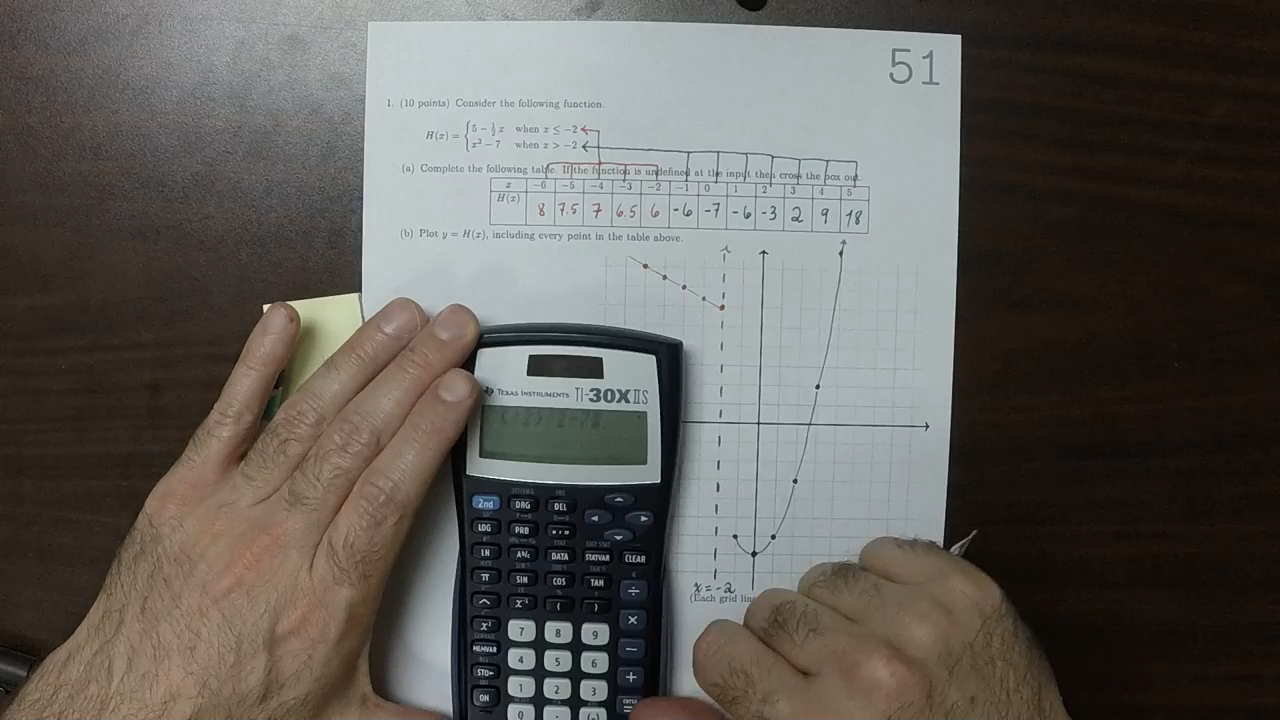 51
1. (10 points) Consider the following function.
H(x) = { 5 − ½x when x ≤ −2
x² − 7 when x > −2
(a) Complete the following table. If the function is undefined at the input then cross the box out.
x −6 −5 −4 −3 −2 −1 0 1 2 3 4 5
H(x) 8 7.5 7 6.5 6 -6 -7 -6 -3 2 9 18
(b) Plot y = H(x), including every point in the table above.
x = -2
(Each grid line
TEXAS INSTRUMENTS TI-30X IIS
2nd DRG DEL
LOG PRB
LN A b/c DATA STATVAR CLEAR
π SIN COS TAN ÷
^ x⁻¹ ( )
x² 7 8 9 ×
MEMVAR 4 5 6 −
STO▸ 1 2 3 +
ON 0 . (−)